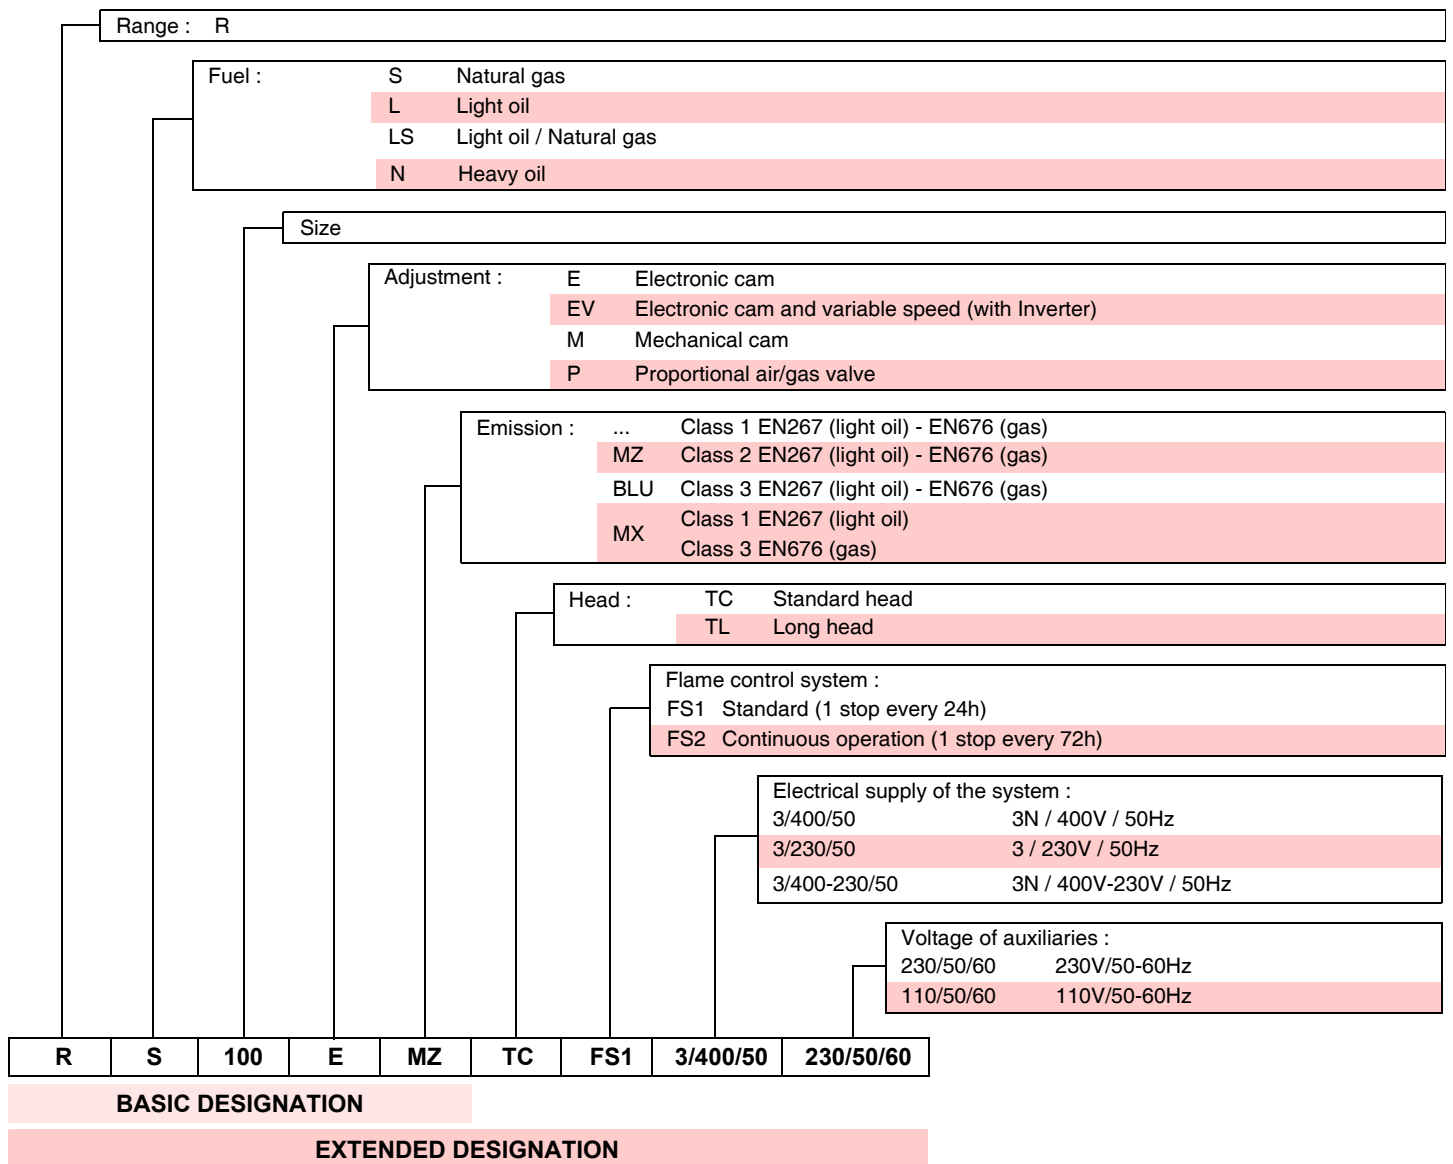 Range : R
Fuel : S Natural gas
L Light oil
LS Light oil / Natural gas
N Heavy oil
Size
Adjustment : E Electronic cam
EV Electronic cam and variable speed (with Inverter)
M Mechanical cam
P Proportional air/gas valve
Emission : ... Class 1 EN267 (light oil) - EN676 (gas)
MZ Class 2 EN267 (light oil) - EN676 (gas)
BLU Class 3 EN267 (light oil) - EN676 (gas)
MX Class 1 EN267 (light oil)
Class 3 EN676 (gas)
Head : TC Standard head
TL Long head
Flame control system :
FS1 Standard (1 stop every 24h)
FS2 Continuous operation (1 stop every 72h)
Electrical supply of the system :
3/400/50 3N / 400V / 50Hz
3/230/50 3 / 230V / 50Hz
3/400-230/50 3N / 400V-230V / 50Hz
Voltage of auxiliaries :
230/50/60 230V/50-60Hz
110/50/60 110V/50-60Hz
R S 100 E MZ TC FS1 3/400/50 230/50/60
BASIC DESIGNATION
EXTENDED DESIGNATION